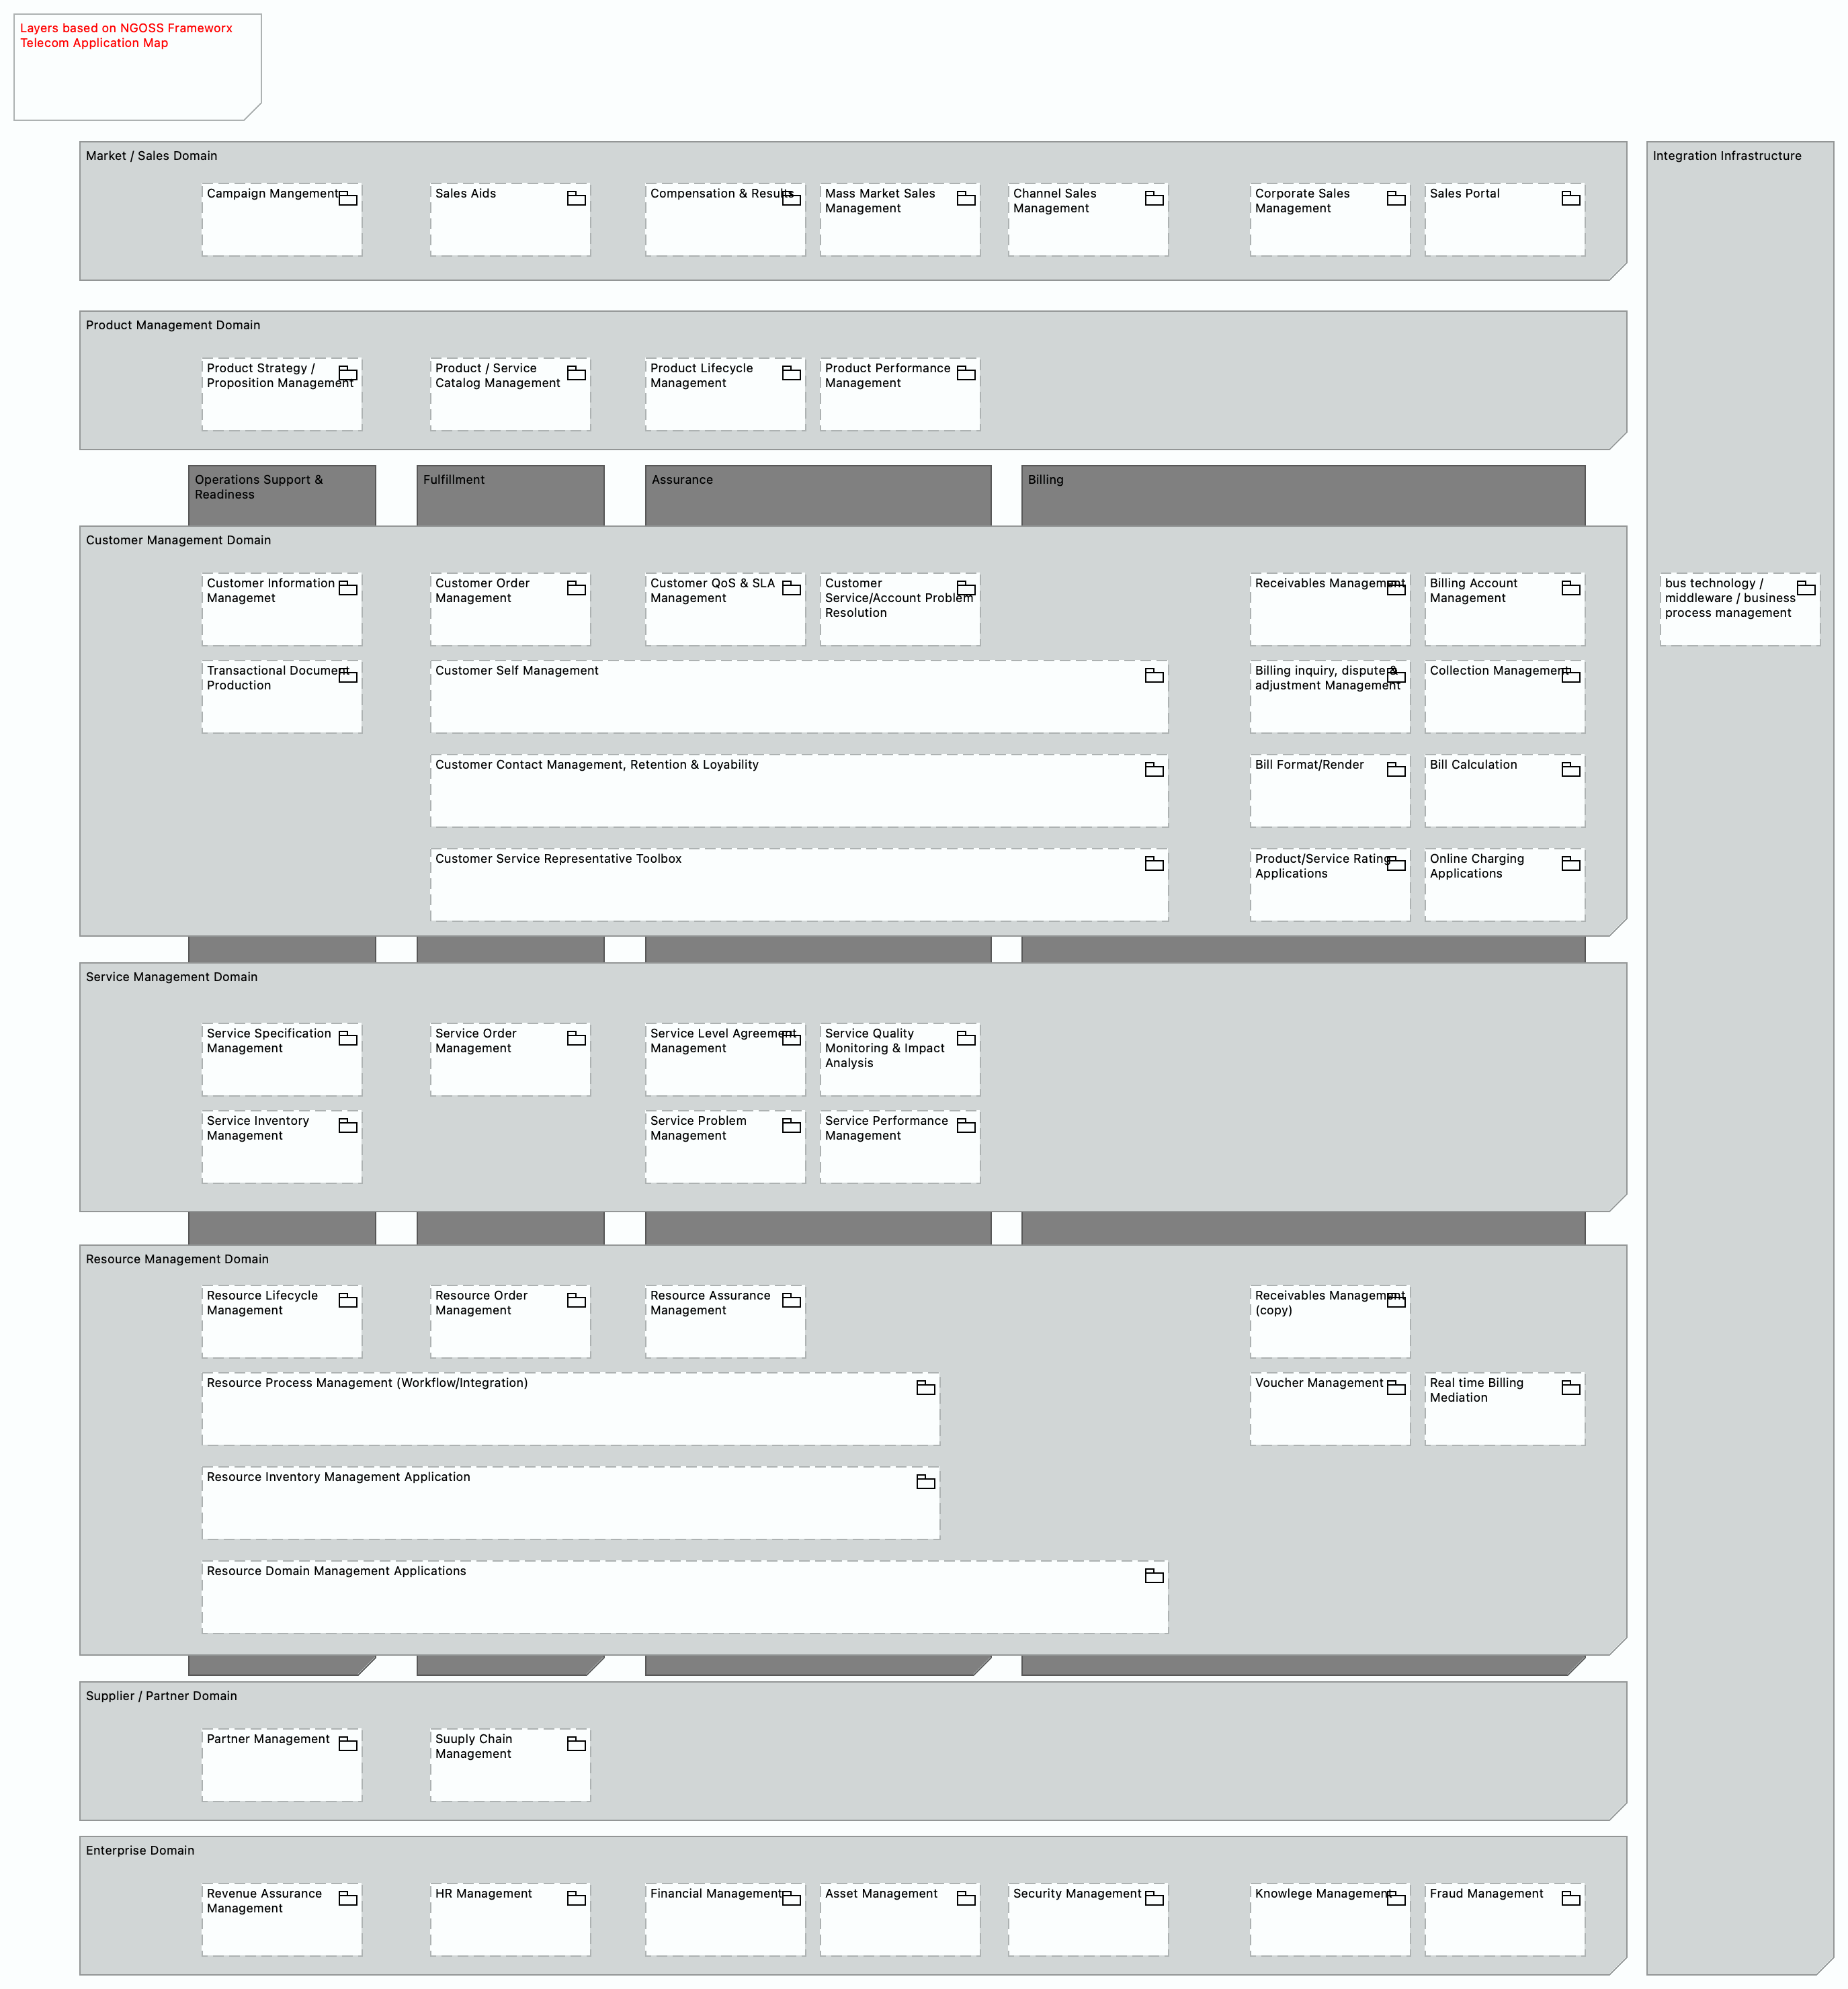 Layers based on NGOSS Frameworx
Telecom Application Map
Market / Sales Domain
Integration Infrastructure
Campaign Mangement
Sales Aids
Compensation & Results
Mass Market Sales
Management
Channel Sales
Management
Corporate Sales
Management
Sales Portal
Product Management Domain
Product Strategy /
Proposition Management
Product / Service
Catalog Management
Product Lifecycle
Management
Product Performance
Management
Operations Support &
Readiness
Fulfillment
Assurance
Billing
Customer Management Domain
Customer Information
Managemet
Customer Order
Management
Customer QoS & SLA
Management
Customer
Service/Account Problem
Resolution
Receivables Management
Billing Account
Management
bus technology /
middleware / business
process management
Transactional Document
Production
Customer Self Management
Billing inquiry, dispute &
adjustment Management
Collection Management
Customer Contact Management, Retention & Loyability
Bill Format/Render
Bill Calculation
Customer Service Representative Toolbox
Product/Service Rating
Applications
Online Charging
Applications
Service Management Domain
Service Specification
Management
Service Order
Management
Service Level Agreement
Management
Service Quality
Monitoring & Impact
Analysis
Service Inventory
Management
Service Problem
Management
Service Performance
Management
Resource Management Domain
Resource Lifecycle
Management
Resource Order
Management
Resource Assurance
Management
Receivables Management
(copy)
Resource Process Management (Workflow/Integration)
Voucher Management
Real time Billing
Mediation
Resource Inventory Management Application
Resource Domain Management Applications
Supplier / Partner Domain
Partner Management
Suuply Chain
Management
Enterprise Domain
Revenue Assurance
Management
HR Management
Financial Management
Asset Management
Security Management
Knowlege Management
Fraud Management